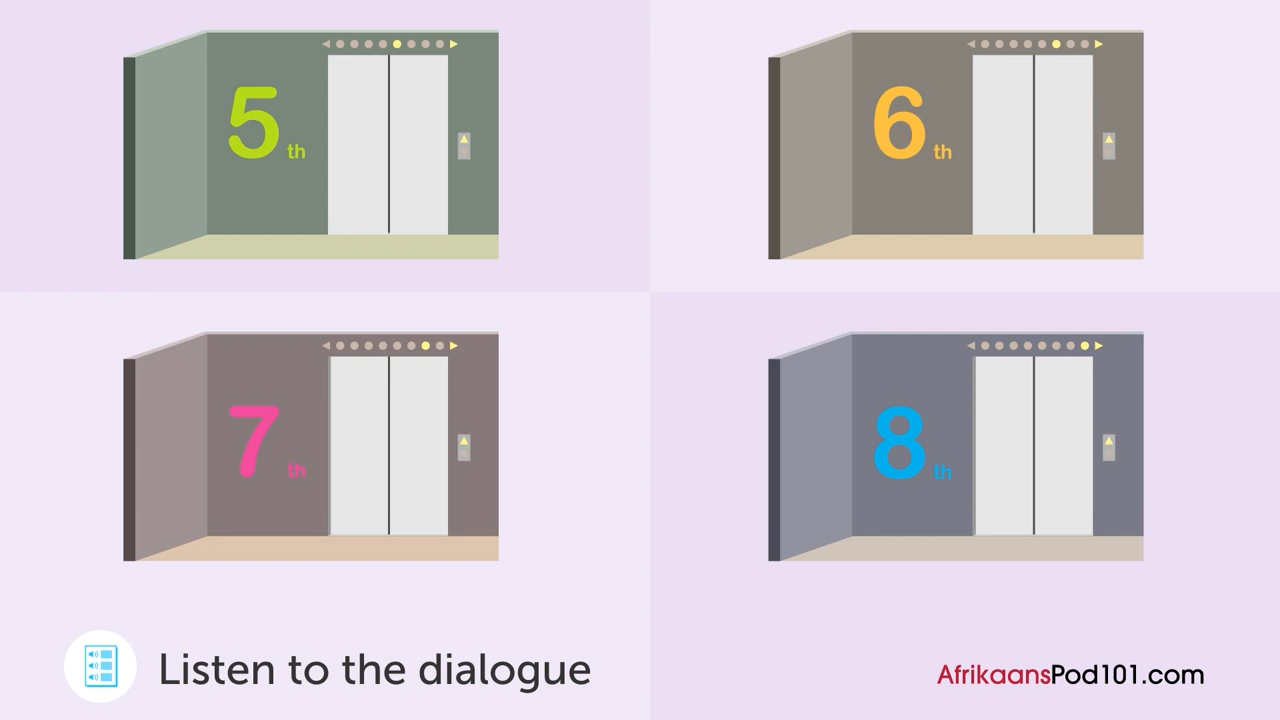 5th
6th
7th
8th
Listen to the dialogue
AfrikaansPod101.com